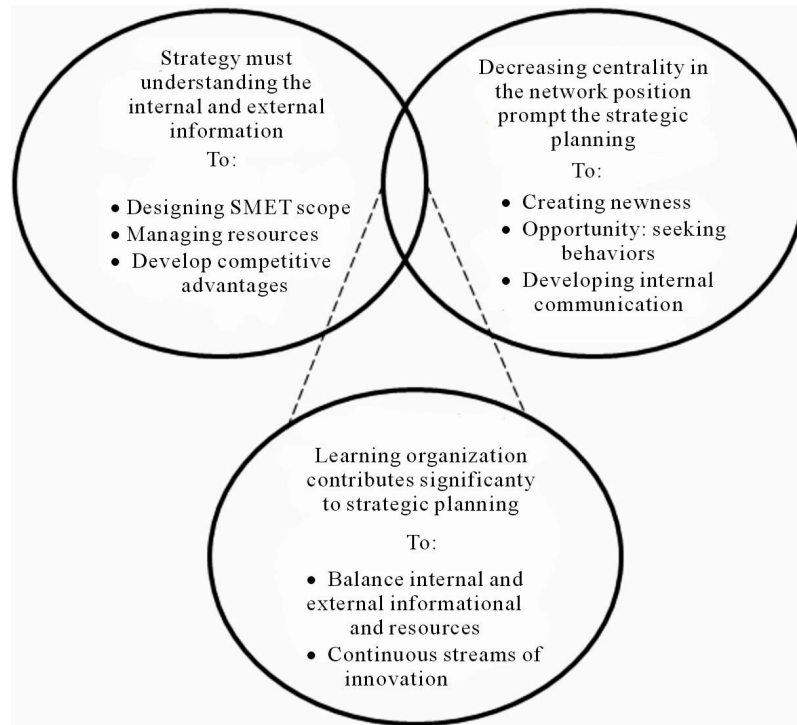 Strategy must
understanding the
internal and external
information
To:
• Designing SMET scope
• Managing resources
• Develop competitive
advantages
Decreasing centrality in
the network position
prompt the strategic
planning
To:
• Creating newness
• Opportunity: seeking
behaviors
• Developing internal
communication
Learning organization
contributes significanty
to strategic planning
To:
• Balance internal and
external informational
and resources
• Continuous streams of
innovation